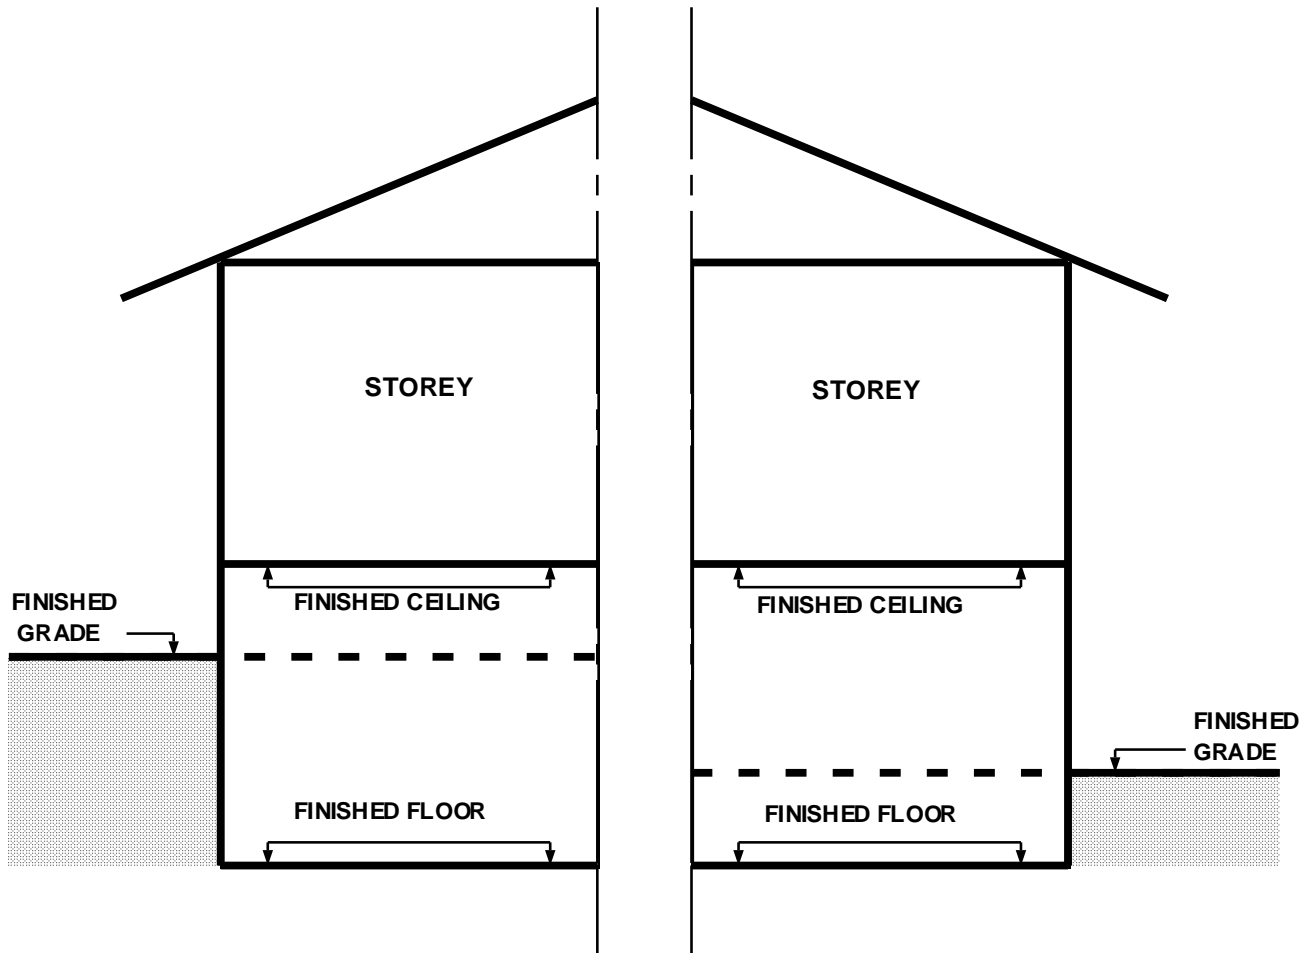 STOREY
STOREY
FINISHED CEILING
FINISHED CEILING
FINISHED
GRADE
FINISHED
GRADE
FINISHED FLOOR
FINISHED FLOOR